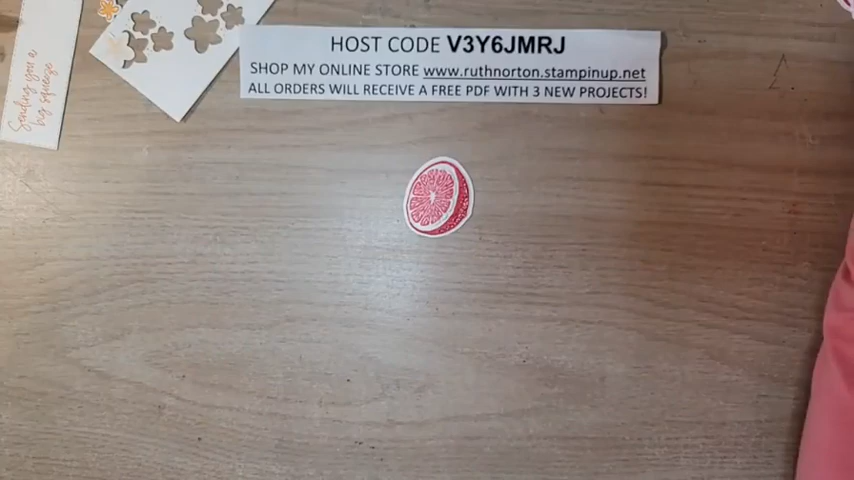 HOST CODE V3Y6JMRJ
SHOP MY ONLINE STORE www.ruthnorton.stampinup.net
ALL ORDERS WILL RECEIVE A FREE PDF WITH 3 NEW PROJECTS!
Sending you a
big squeeze